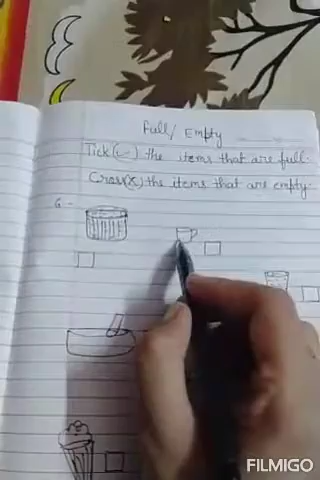 Full/ Empty
Tick(✓) the items that are full.
Cross(x) the items that are empty.
6 -
FILMIGO